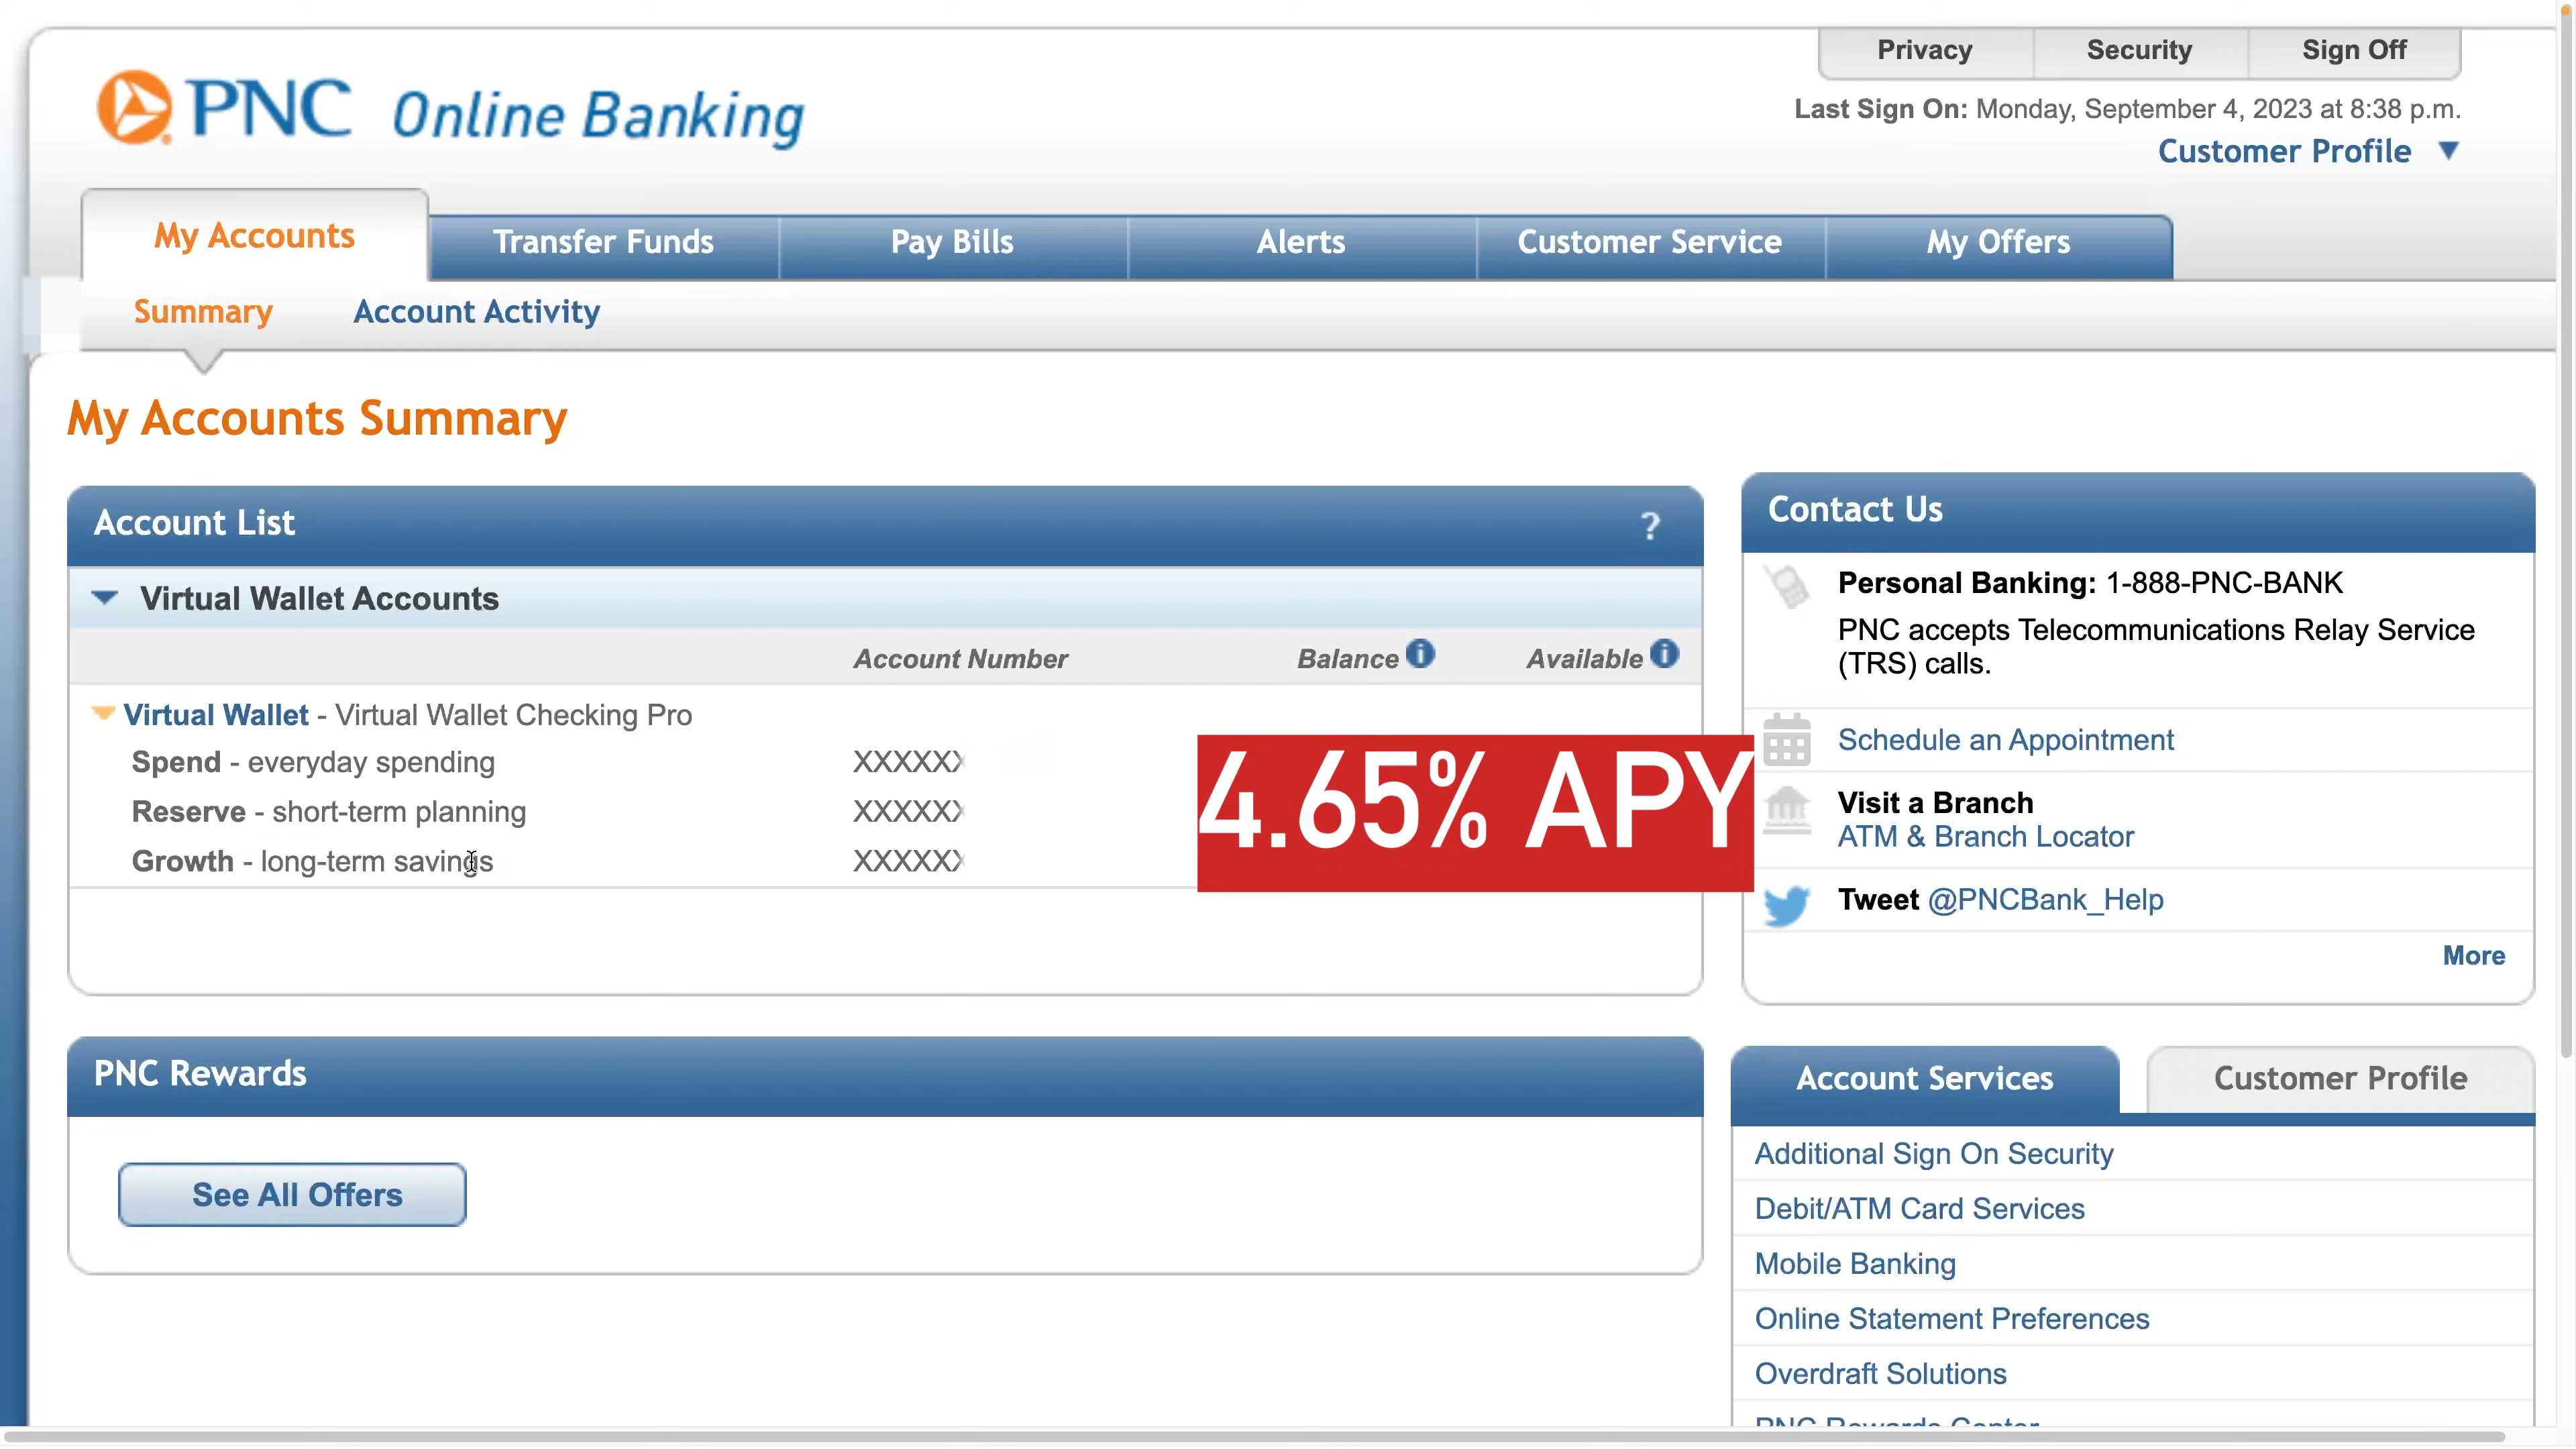 Privacy Security Sign Off
PNC Online Banking
Last Sign On: Monday, September 4, 2023 at 8:38 p.m.
Customer Profile
My Accounts Transfer Funds Pay Bills Alerts Customer Service My Offers
Summary Account Activity
My Accounts Summary
Account List ?
Virtual Wallet Accounts
Account Number Balance Available
Virtual Wallet - Virtual Wallet Checking Pro
Spend - everyday spending XXXXXX
Reserve - short-term planning XXXXXX
Growth - long-term savings XXXXXX
4.65% APY
Contact Us
Personal Banking: 1-888-PNC-BANK
PNC accepts Telecommunications Relay Service
(TRS) calls.
Schedule an Appointment
Visit a Branch
ATM & Branch Locator
Tweet @PNCBank_Help
More
PNC Rewards
See All Offers
Account Services Customer Profile
Additional Sign On Security
Debit/ATM Card Services
Mobile Banking
Online Statement Preferences
Overdraft Solutions